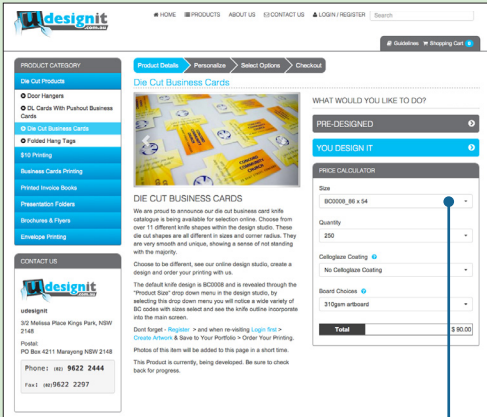 udesignit
.com.au
HOME PRODUCTS ABOUT US CONTACT US LOGIN / REGISTER Search
Guidelines Shopping Cart 0
PRODUCT CATEGORY
Die Cut Products
Door Hangers
DL Cards With Pushout Business
Cards
Die Cut Business Cards
Folded Hang Tags
$10 Printing
Business Cards Printing
Printed Invoice Books
Presentation Folders
Brochures & Flyers
Envelope Printing
CONTACT US
udesignit
.com.au
udesignit
3/2 Melissa Place Kings Park, NSW
2148
Postal:
PO Box 4211 Marayong NSW 2148
Phone: (02) 9622 2444
Fax: (02) 9622 2297
Product Details Personalize Select Options Checkout
Die Cut Business Cards
CONCORD
COMMUNITY
CHURCH
DIE CUT BUSINESS CARDS
We are proud to announce our die cut business card knife
catalogue is being available for selection online. Choose from
over 11 different knife shapes within the design studio. These
die cut shapes are all different in sizes and corner radius. They
are very smooth and unique, showing a sense of not standing
with the majority.
Choose to be different, see our online design studio, create a
design and order your printing with us.
The default knife design is BC0008 and is revealed through the
"Product Size" drop down menu in the design studio, by
selecting this drop down menu you will notice a wide variety of
BC codes with sizes select and see the knife outline incorporate
into the main screen.
Dont forget - Register > and when re-visiting Login first >
Create Artwork & Save to Your Portfolio > Order Your Printing.
Photos of this item will be added to this page in a short time.
This Product is currently, being developed. Be sure to check
back for progress.
WHAT WOULD YOU LIKE TO DO?
PRE-DESIGNED
YOU DESIGN IT
PRICE CALCULATOR
Size
BC0008_86 x 54
Quantity
250
Celloglaze Coating
No Celloglaze Coating
Board Choices
310gsm artboard
Total $ 90.00